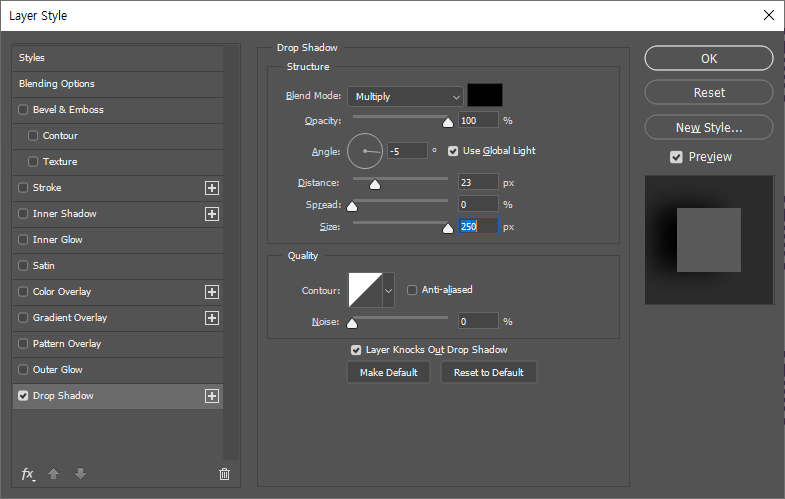 Layer Style
Styles
Blending Options
Bevel & Emboss
Contour
Texture
Stroke
Inner Shadow
Inner Glow
Satin
Color Overlay
Gradient Overlay
Pattern Overlay
Outer Glow
Drop Shadow
fx
Drop Shadow
Structure
Blend Mode: Multiply
Opacity: 100 %
Angle: -5 ° Use Global Light
Distance: 23 px
Spread: 0 %
Size: 250 px
Quality
Contour: Anti-aliased
Noise: 0 %
Layer Knocks Out Drop Shadow
Make Default Reset to Default
OK
Reset
New Style...
Preview